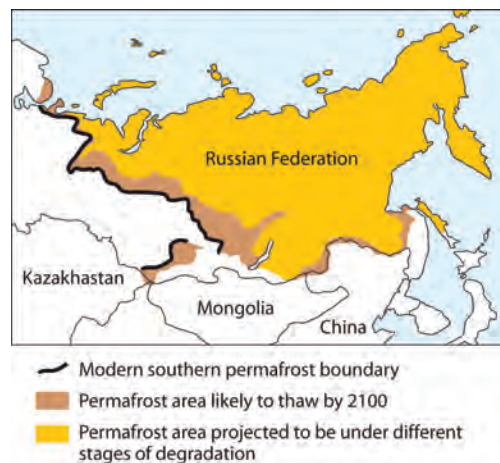 Russian Federation
Kazakhastan
Mongolia
China
Modern southern permafrost boundary
Permafrost area likely to thaw by 2100
Permafrost area projected to be under different
stages of degradation